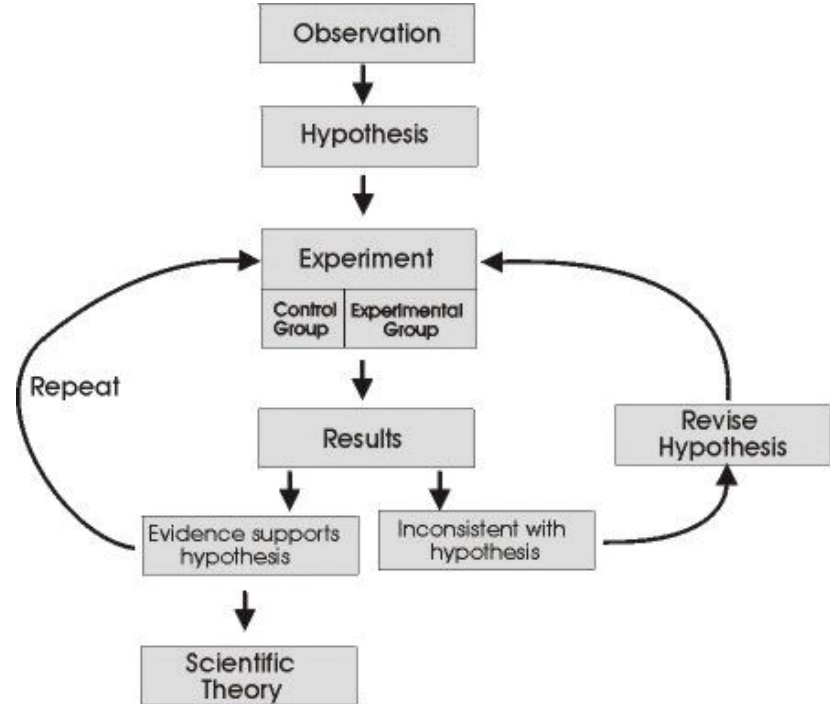 Observation
Hypothesis
Experiment
Control
Group
Experimental
Group
Repeat
Results
Revise
Hypothesis
Evidence supports
hypothesis
Inconsistent with
hypothesis
Scientific
Theory